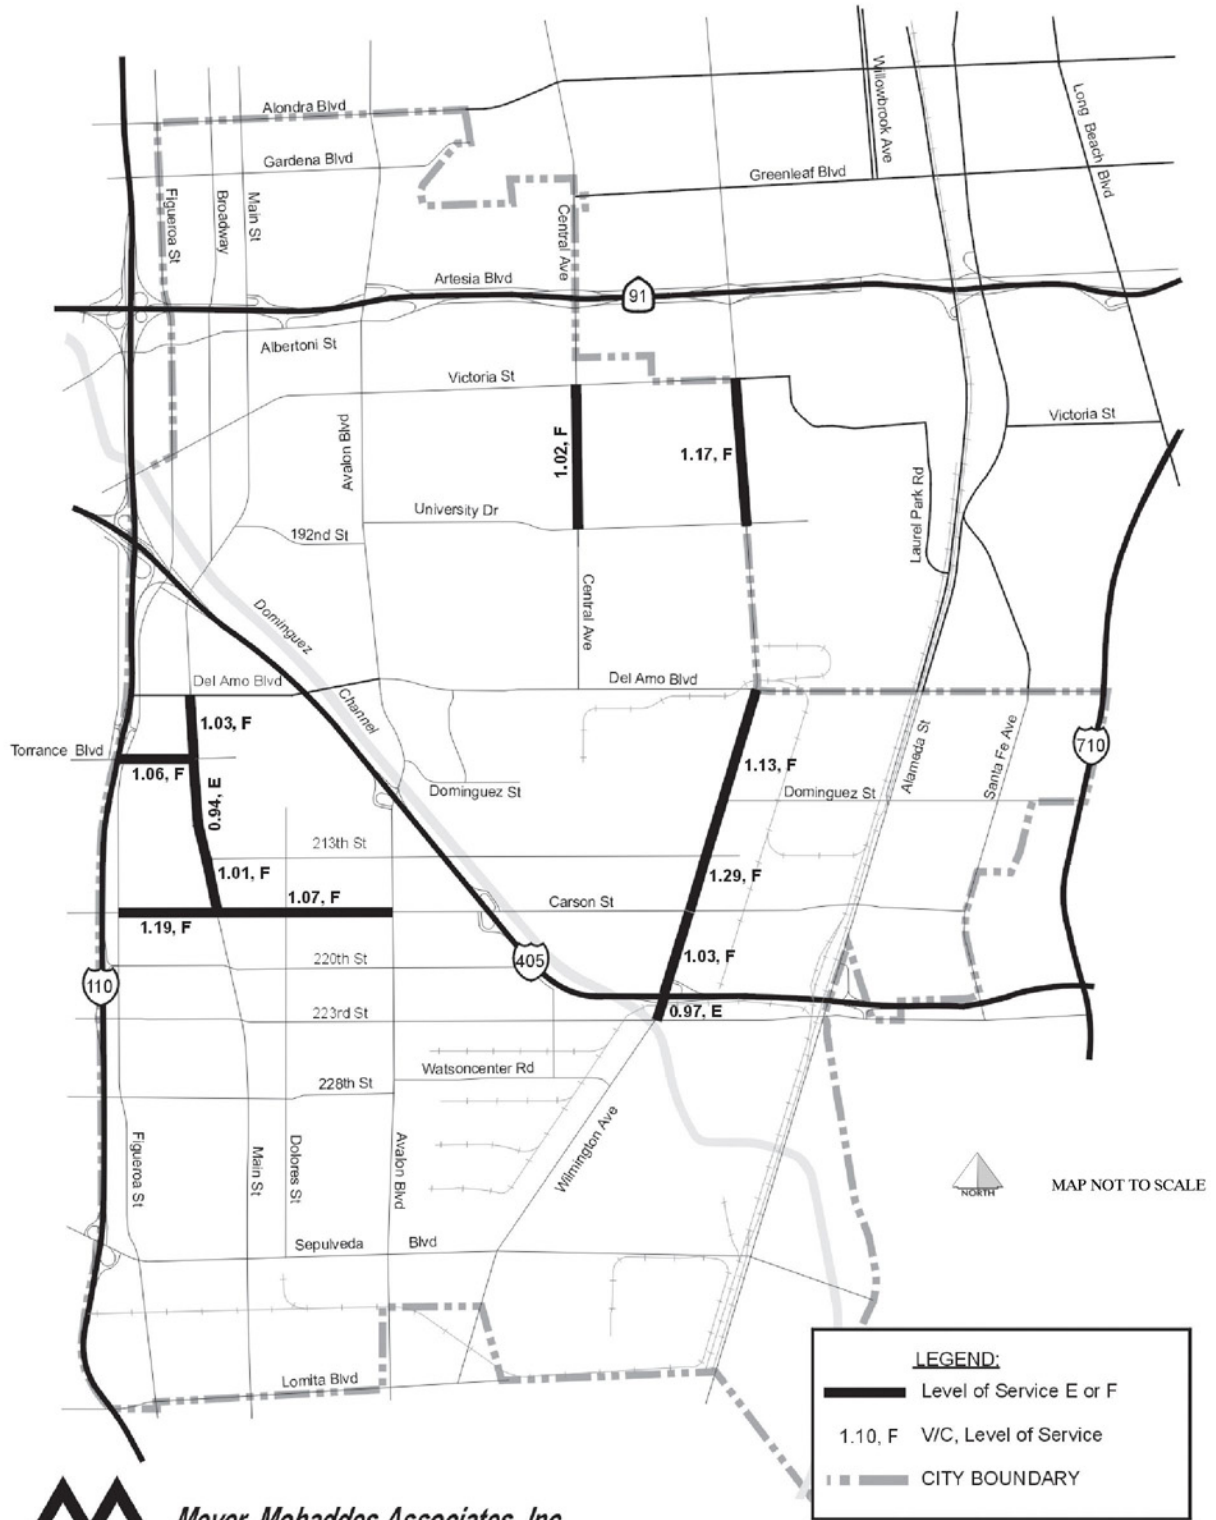 Alondra Blvd
Gardena Blvd
Greenleaf Blvd
Willowbrook Ave
Long Beach Blvd
Figueroa St
Broadway
Main St
Central Ave
Artesia Blvd
91
Albertoni St
Victoria St
Victoria St
Avalon Blvd
1.02, F
1.17, F
University Dr
192nd St
Laurel Park Rd
Central Ave
Dominguez
Channel
Del Amo Blvd
Del Amo Blvd
1.03, F
Torrance Blvd
1.06, F
0.94, E
1.13, F
Alameda St
Santa Fe Ave
710
Dominguez St
Dominguez St
213th St
1.01, F
1.07, F
1.29, F
Carson St
1.19, F
220th St
405
1.03, F
110
223rd St
0.97, E
Watsoncenter Rd
228th St
Figueroa St
Main St
Dolores St
Avalon Blvd
Wilmington Ave
NORTH
MAP NOT TO SCALE
Sepulveda Blvd
Lomita Blvd
LEGEND:
Level of Service E or F
1.10, F V/C, Level of Service
CITY BOUNDARY
Meyer, Mohaddes Associates, Inc.